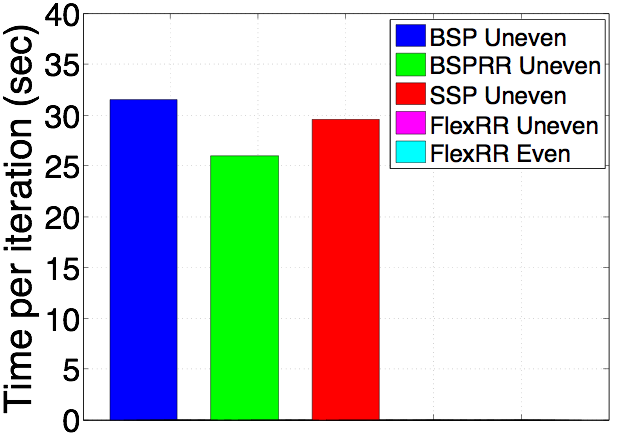 Time per iteration (sec)
40
35
30
25
20
15
10
5
0
BSP Uneven
BSPRR Uneven
SSP Uneven
FlexRR Uneven
FlexRR Even